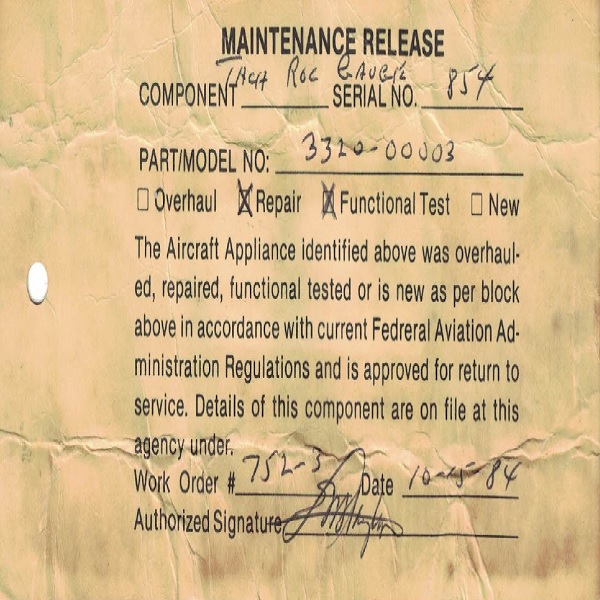 MAINTENANCE RELEASE
COMPONENT Tach GAUGE SERIAL NO. 854
PART/MODEL NO: 3320-00003
☐ Overhaul ☒ Repair ☒ Functional Test ☐ New
The Aircraft Appliance identified above was overhaul-
ed, repaired, functional tested or is new as per block
above in accordance with current Fedreral Aviation Ad-
ministration Regulations and is approved for return to
service. Details of this component are on file at this
agency under.
Work Order # 752-3 Date 10-15-84
Authorized Signature